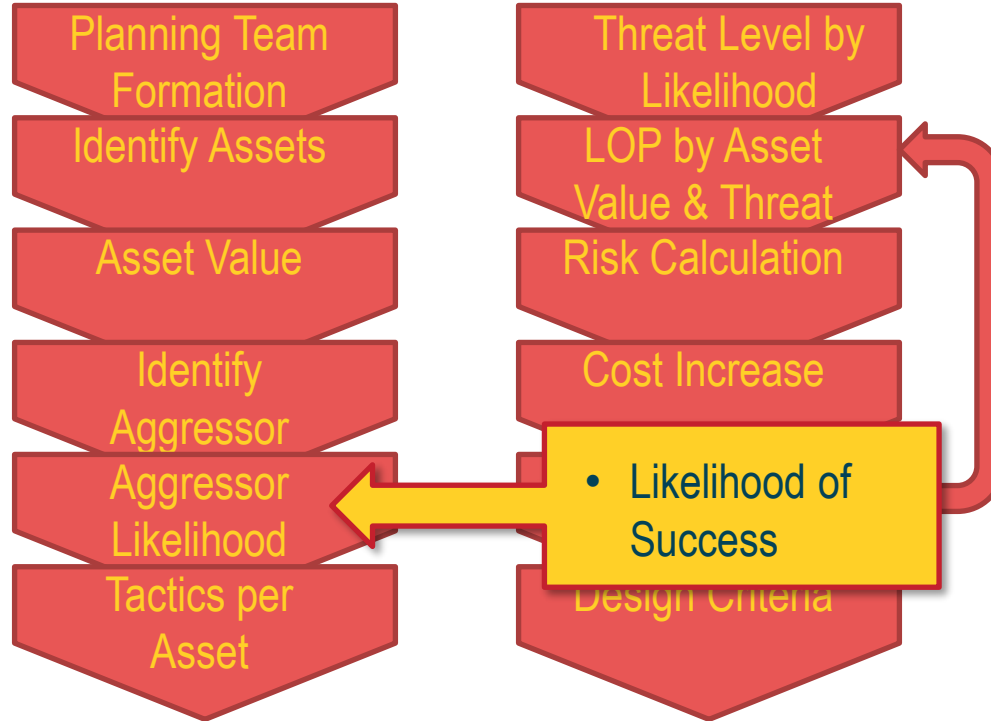 Planning Team
Formation
Identify Assets
Asset Value
Identify
Aggressor
Aggressor
Likelihood
Tactics per
Asset
Threat Level by
Likelihood
LOP by Asset
Value & Threat
Risk Calculation
Cost Increase
• Likelihood of
Success
Design Criteria